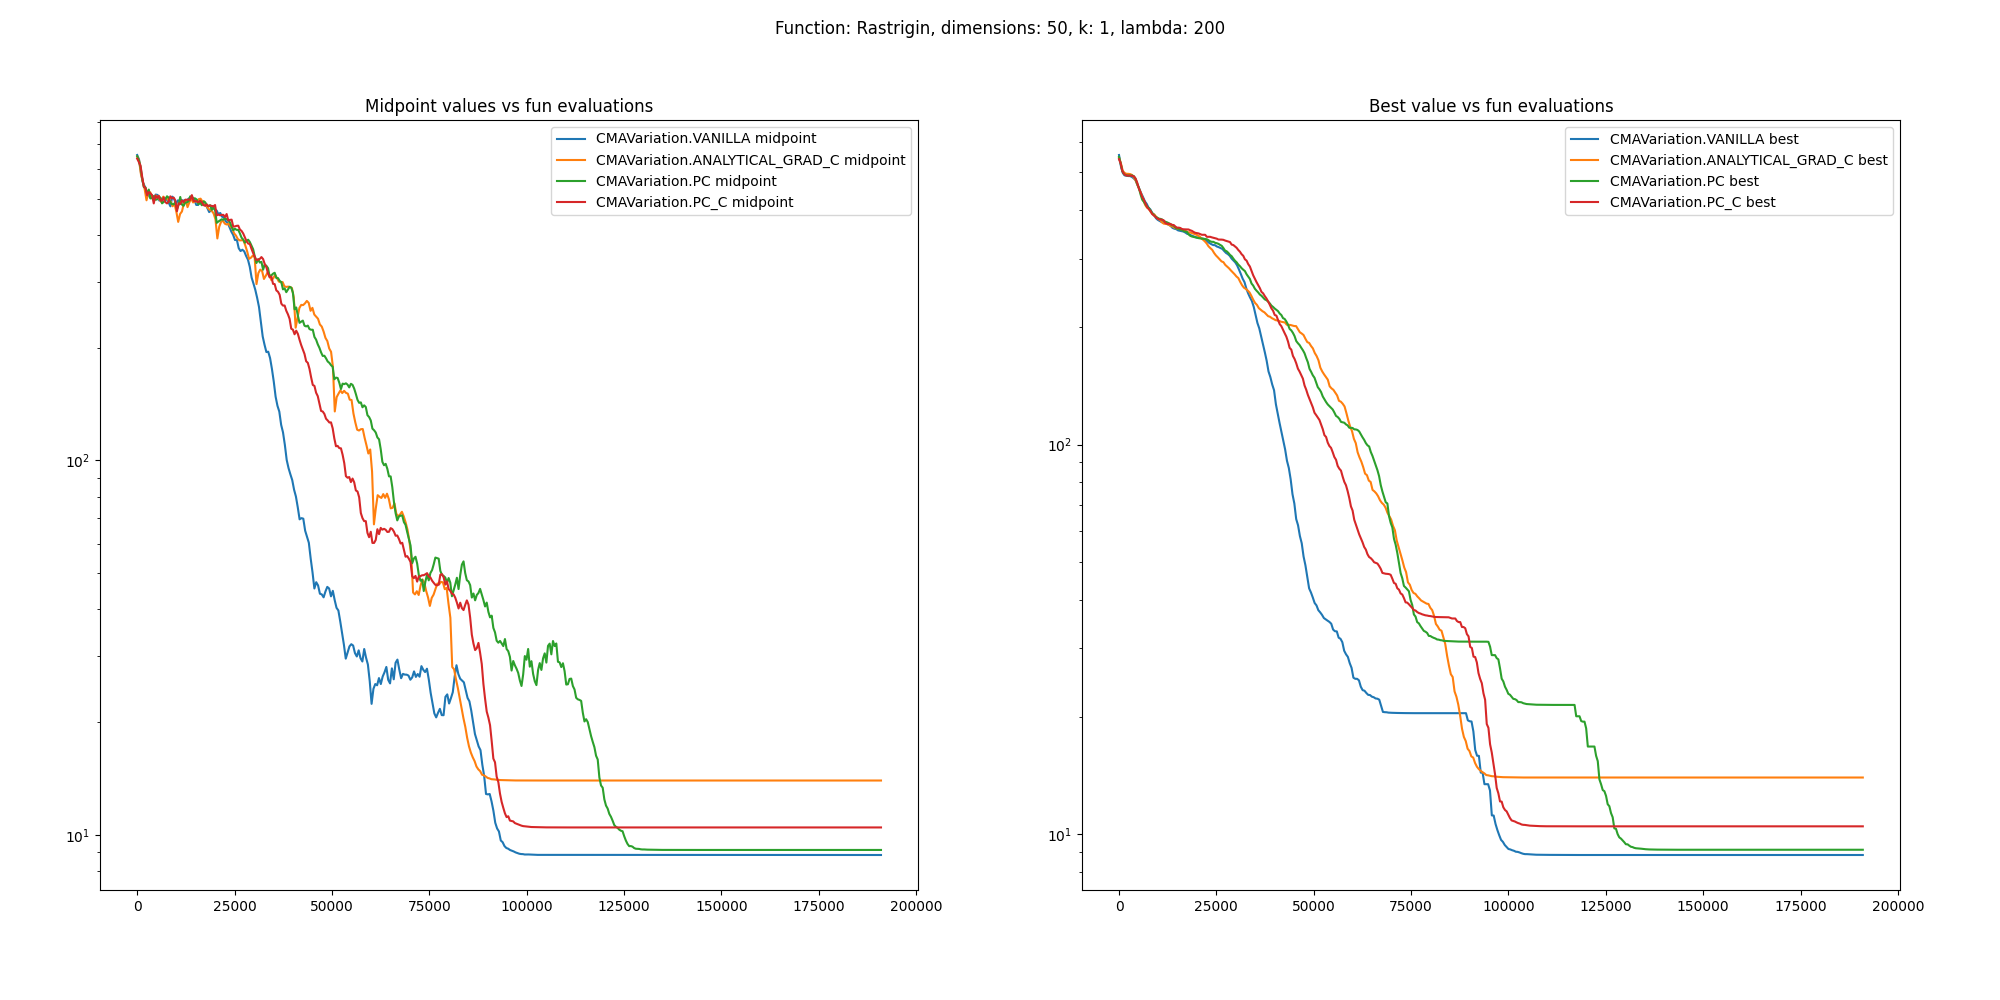 Function: Rastrigin, dimensions: 50, k: 1, lambda: 200
Midpoint values vs fun evaluations
CMAVariation.VANILLA midpoint
CMAVariation.ANALYTICAL_GRAD_C midpoint
CMAVariation.PC midpoint
CMAVariation.PC_C midpoint
10²
10¹
0 25000 50000 75000 100000 125000 150000 175000 200000
Best value vs fun evaluations
CMAVariation.VANILLA best
CMAVariation.ANALYTICAL_GRAD_C best
CMAVariation.PC best
CMAVariation.PC_C best
10²
10¹
0 25000 50000 75000 100000 125000 150000 175000 200000